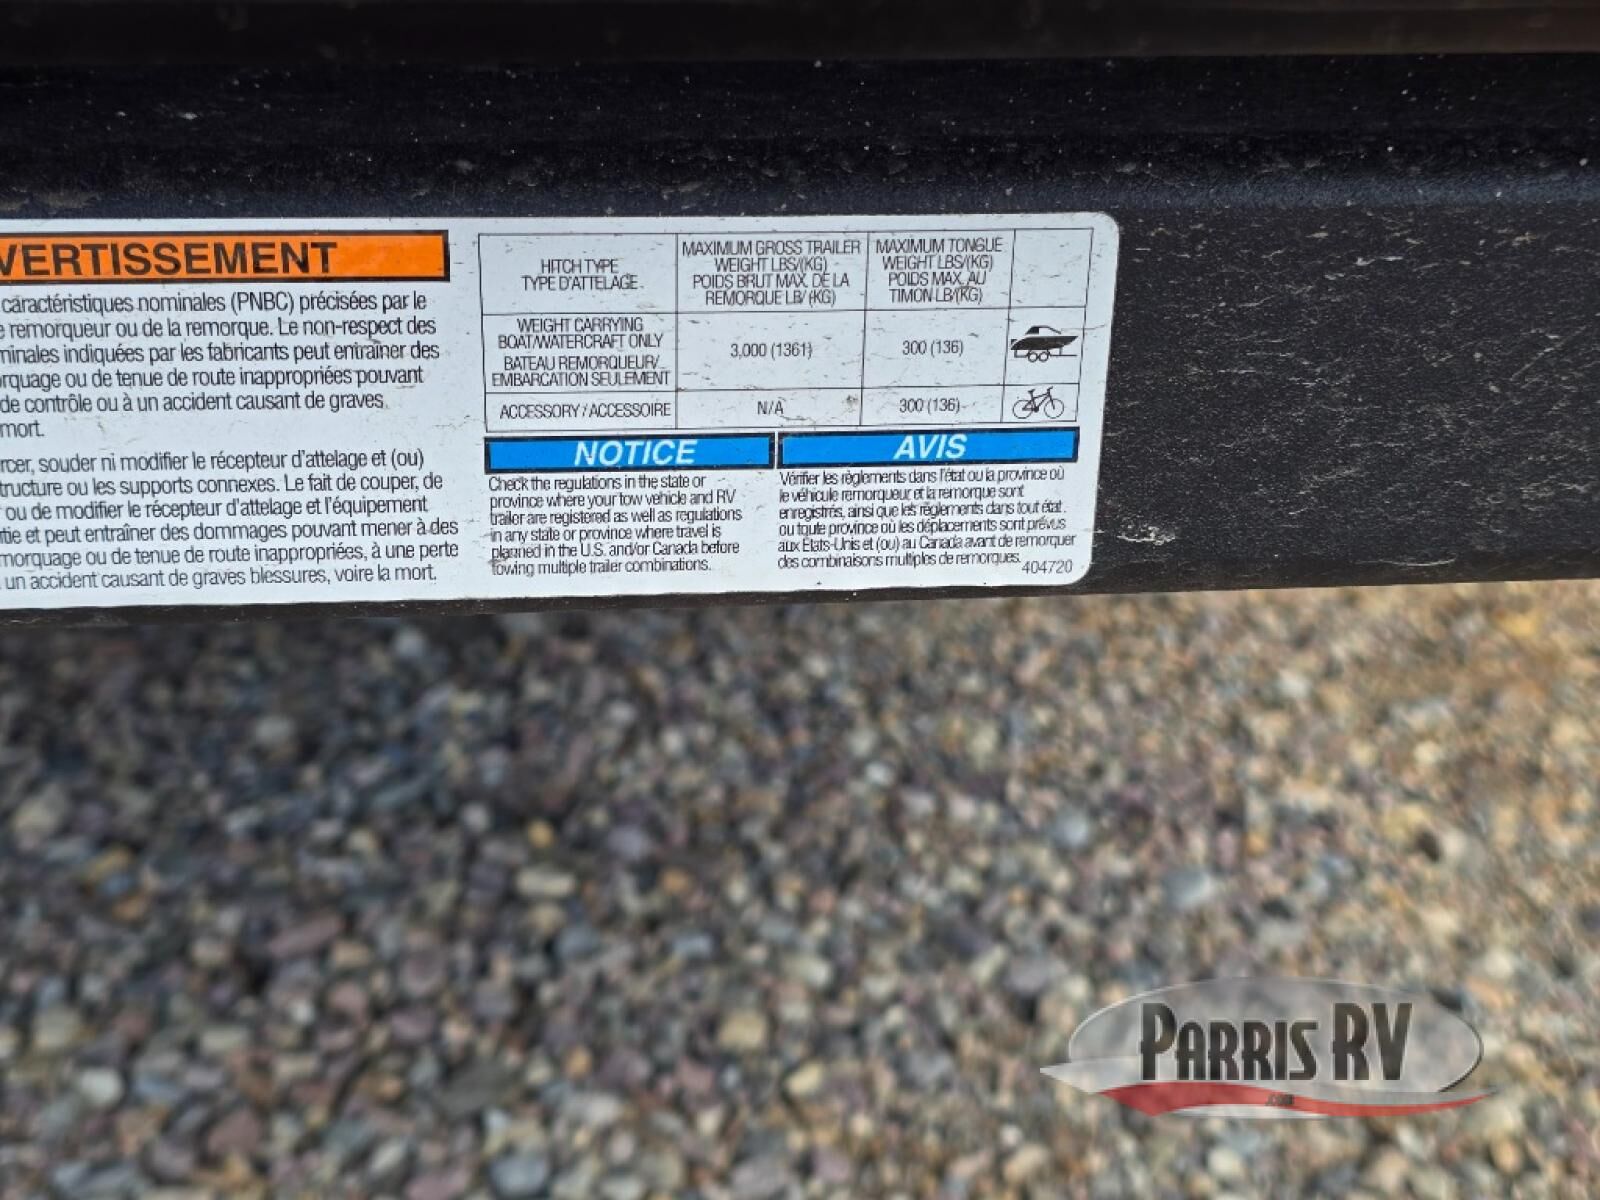 VERTISSEMENT
caractéristiques nominales (PNBC) précisées par le
e remorqueur ou de la remorque. Le non-respect des
minales indiquées par les fabricants peut entraîner des
orquage ou de tenue de route inappropriées pouvant
de contrôle ou à un accident causant de graves
mort.
rcer, souder ni modifier le récepteur d'attelage et (ou)
tructure ou les supports connexes. Le fait de couper, de
ou de modifier le récepteur d'attelage et l'équipement
tie et peut entraîner des dommages pouvant mener à des
morquage ou de tenue de route inappropriées, à une perte
un accident causant de graves blessures, voire la mort.
HITCH TYPE
TYPE D'ATTELAGE
MAXIMUM GROSS TRAILER
WEIGHT LBS/(KG)
POIDS BRUT MAX. DE LA
REMORQUE LB/ (KG)
MAXIMUM TONGUE
WEIGHT LBS/(KG)
POIDS MAX. AU
TIMON LB/(KG)
WEIGHT CARRYING
BOAT/WATERCRAFT ONLY
BATEAU REMORQUEUR/
EMBARCATION SEULEMENT
3,000 (1361)
300 (136)
ACCESSORY / ACCESSOIRE
N/A
300 (136)
NOTICE
Check the regulations in the state or
province where your tow vehicle and RV
trailer are registered as well as regulations
in any state or province where travel is
planned in the U.S. and/or Canada before
towing multiple trailer combinations.
AVIS
Vérifier les règlements dans l'état ou la province où
le véhicule remorqueur et la remorque sont
enregistrés, ainsi que les règlements dans tout état
ou toute province où les déplacements sont prévus
aux États-Unis et (ou) au Canada avant de remorquer
des combinaisons multiples de remorques.
404720
PARRIS RV
.com